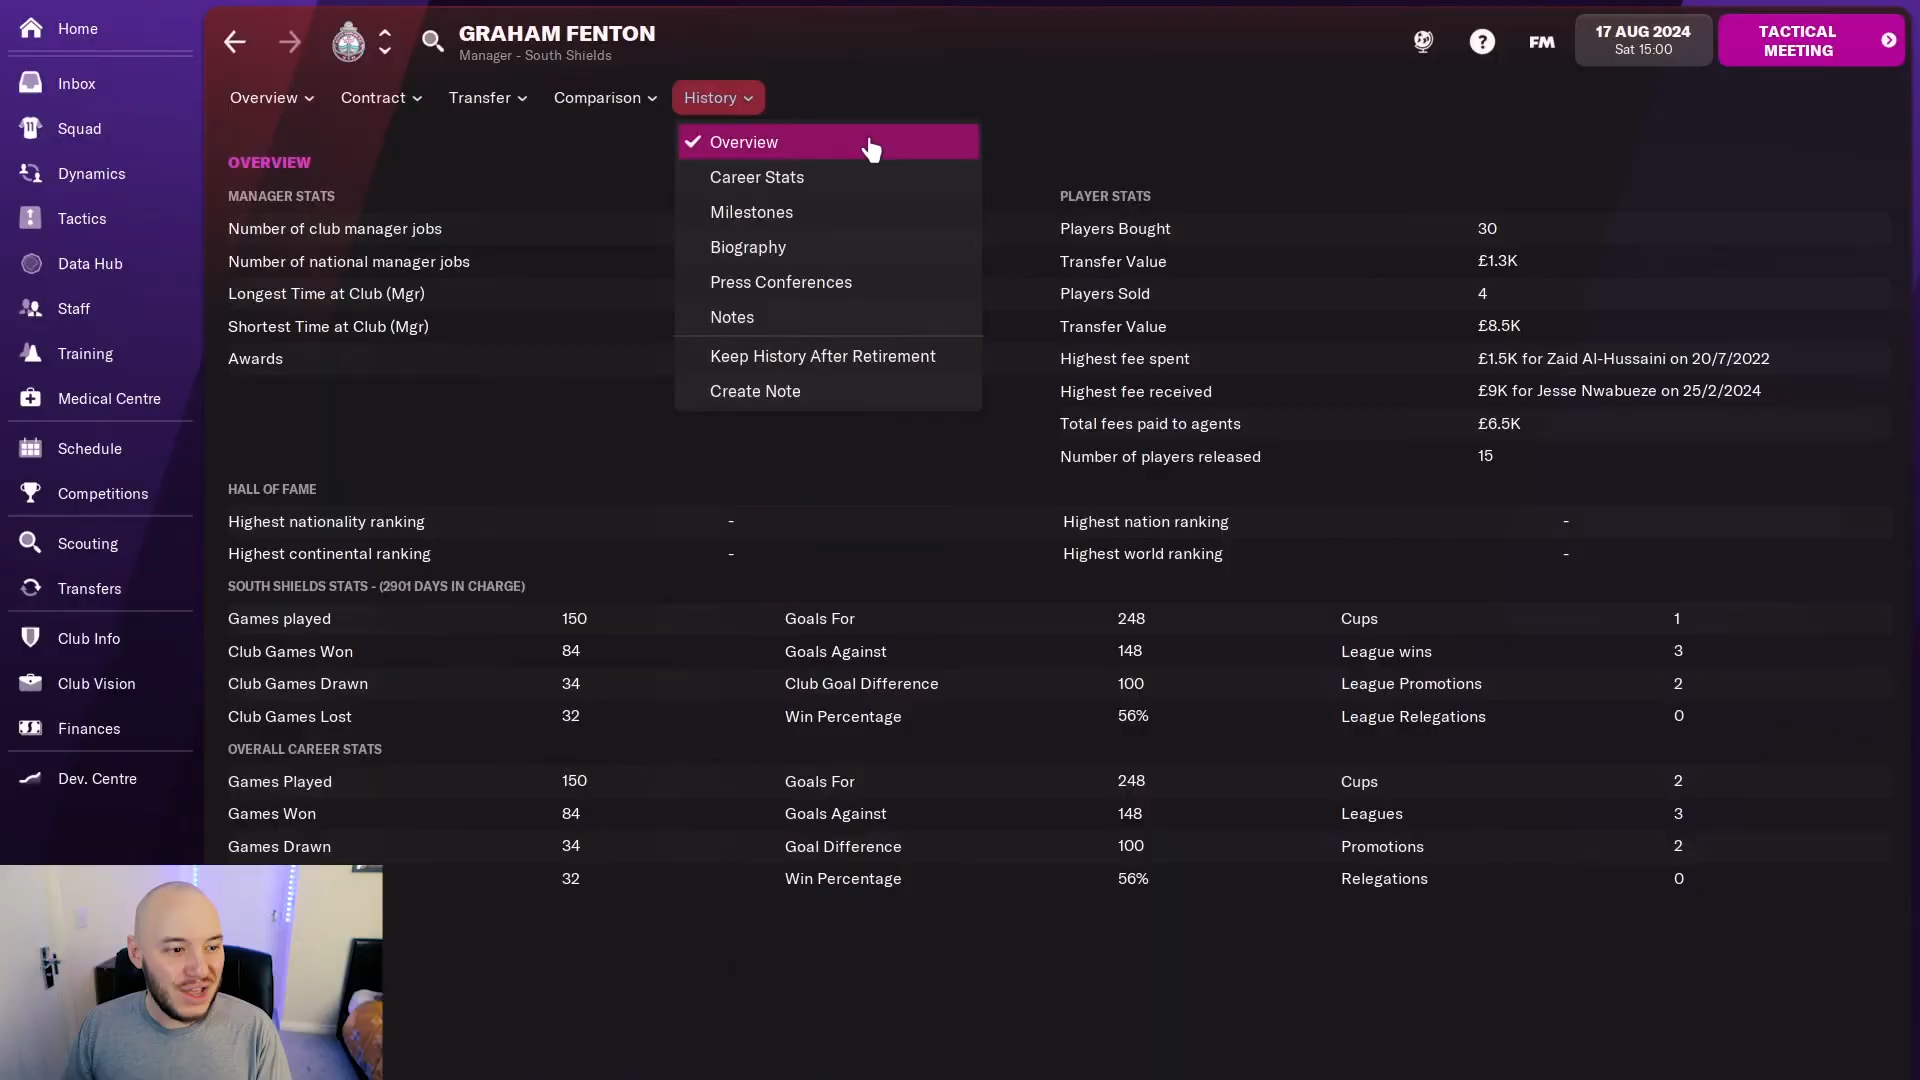 Home
Inbox
Squad
Dynamics
Tactics
Data Hub
Staff
Training
Medical Centre
Schedule
Competitions
Scouting
Transfers
Club Info
Club Vision
Finances
Dev. Centre
GRAHAM FENTON
Manager - South Shields
FM
17 AUG 2024
Sat 15:00
TACTICAL
MEETING
Overview Contract Transfer Comparison History
Overview
Career Stats
Milestones
Biography
Press Conferences
Notes
Keep History After Retirement
Create Note
OVERVIEW
MANAGER STATS
Number of club manager jobs
Number of national manager jobs
Longest Time at Club (Mgr)
Shortest Time at Club (Mgr)
Awards
PLAYER STATS
Players Bought 30
Transfer Value £1.3K
Players Sold 4
Transfer Value £8.5K
Highest fee spent £1.5K for Zaid Al-Hussaini on 20/7/2022
Highest fee received £9K for Jesse Nwabueze on 25/2/2024
Total fees paid to agents £6.5K
Number of players released 15
HALL OF FAME
Highest nationality ranking - Highest nation ranking -
Highest continental ranking - Highest world ranking -
SOUTH SHIELDS STATS - (2901 DAYS IN CHARGE)
Games played 150 Goals For 248 Cups 1
Club Games Won 84 Goals Against 148 League wins 3
Club Games Drawn 34 Club Goal Difference 100 League Promotions 2
Club Games Lost 32 Win Percentage 56% League Relegations 0
OVERALL CAREER STATS
Games Played 150 Goals For 248 Cups 2
Games Won 84 Goals Against 148 Leagues 3
Games Drawn 34 Goal Difference 100 Promotions 2
32 Win Percentage 56% Relegations 0